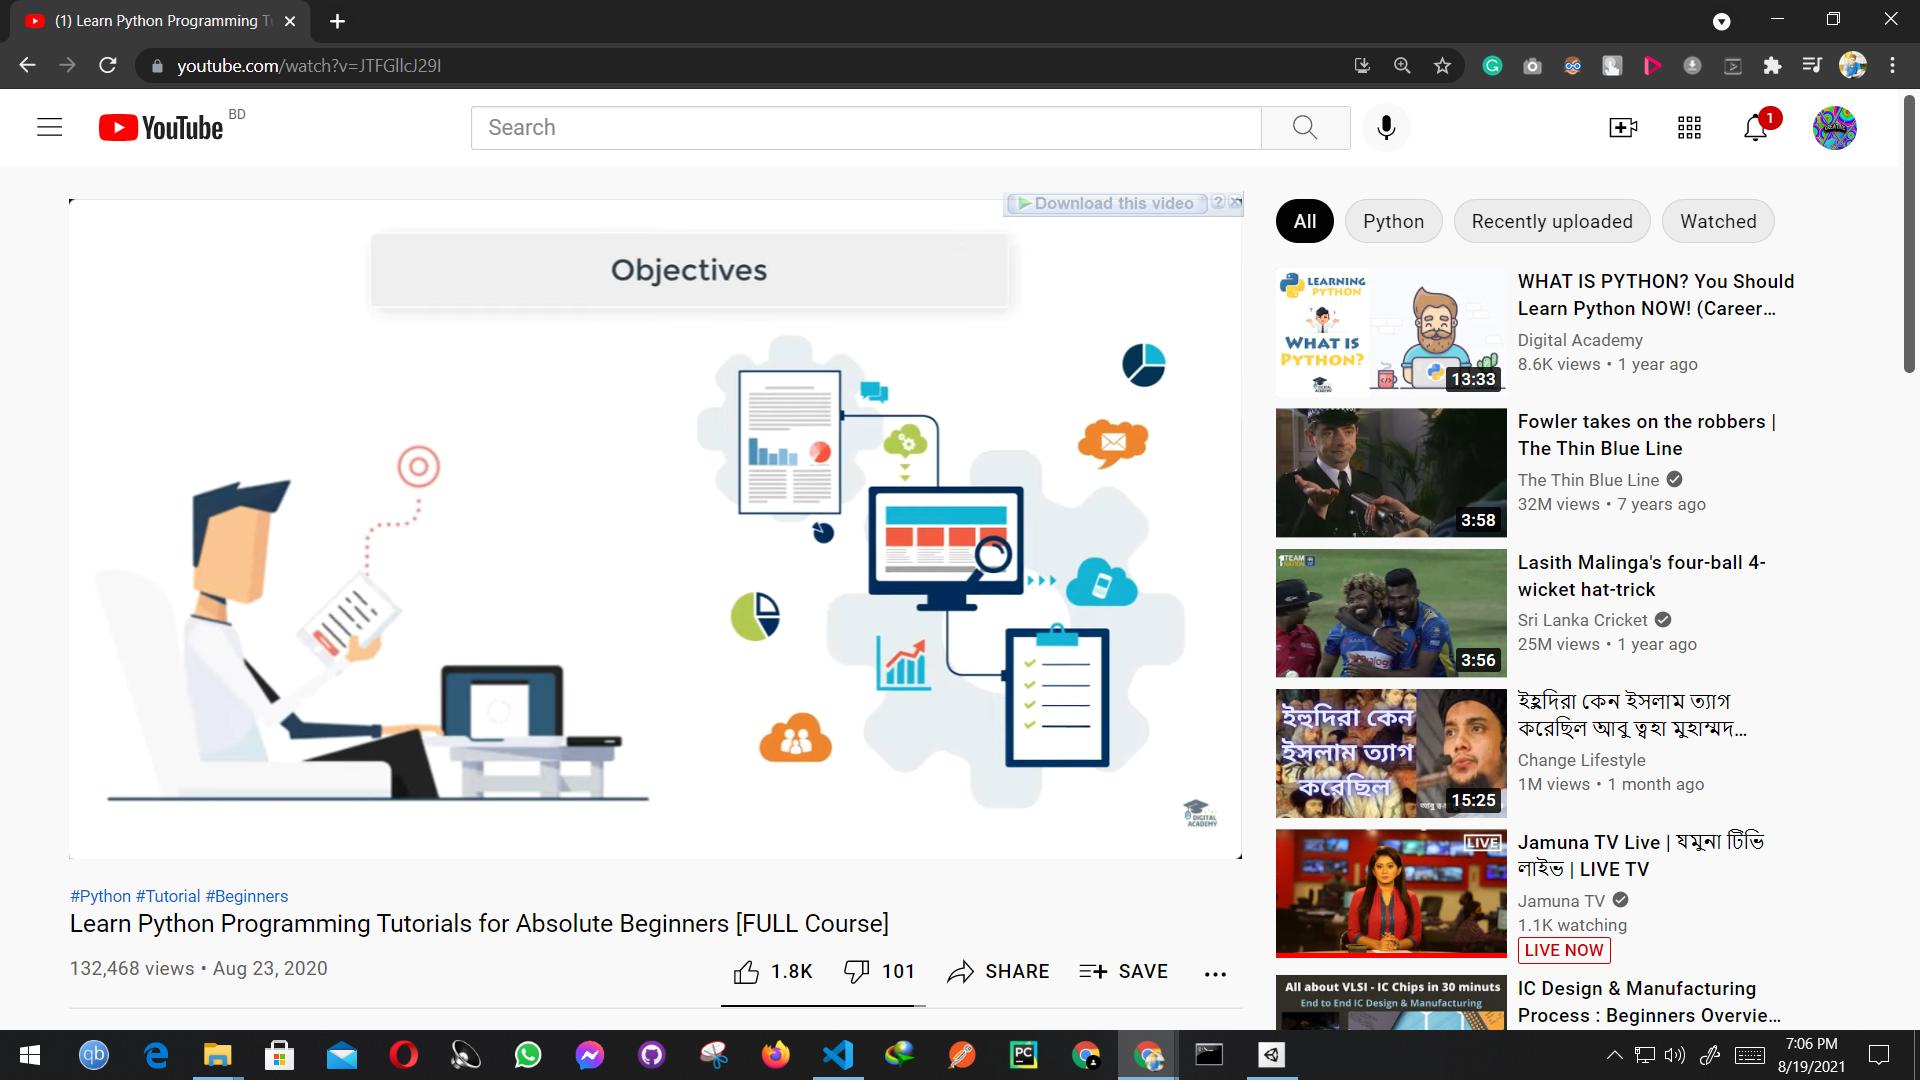 (1) Learn Python Programming T
youtube.com/watch?v=JTFGllcJ29I
YouTube BD
Search
1
Download this video
Objectives
DIGITAL
ACADEMY
#Python #Tutorial #Beginners
Learn Python Programming Tutorials for Absolute Beginners [FULL Course]
132,468 views • Aug 23, 2020
1.8K 101 SHARE SAVE
All Python Recently uploaded Watched
LEARNING
PYTHON
WHAT IS
PYTHON?
13:33
WHAT IS PYTHON? You Should
Learn Python NOW! (Career...
Digital Academy
8.6K views • 1 year ago
3:58
Fowler takes on the robbers |
The Thin Blue Line
The Thin Blue Line
32M views • 7 years ago
3:56
Lasith Malinga's four-ball 4-
wicket hat-trick
Sri Lanka Cricket
25M views • 1 year ago
ইহুদিরা কেন
ইসলাম ত্যাগ
করেছিল
15:25
ইহুদিরা কেন ইসলাম ত্যাগ
করেছিল আবু ত্বহা মুহাম্মদ...
Change Lifestyle
1M views • 1 month ago
LIVE
Jamuna TV Live | যমুনা টিভি
লাইভ | LIVE TV
Jamuna TV
1.1K watching
LIVE NOW
All about VLSI - IC Chips in 30 minuts
End to End IC Design & Manufacturing
IC Design & Manufacturing
Process : Beginners Overvie...
qb
PC
7:06 PM
8/19/2021